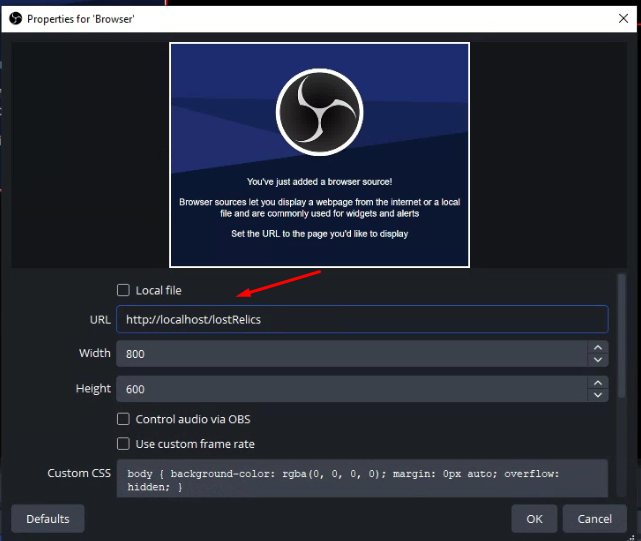 Properties for 'Browser'
You've just added a browser source!
Browser sources let you display a webpage from the internet or a local
file and are commonly used for widgets and alerts
Set the URL to the page you'd like to display
Local file
URL http://localhost/lostRelics
Width 800
Height 600
Control audio via OBS
Use custom frame rate
Custom CSS body { background-color: rgba(0, 0, 0, 0); margin: 0px auto; overflow:
hidden; }
Defaults OK Cancel